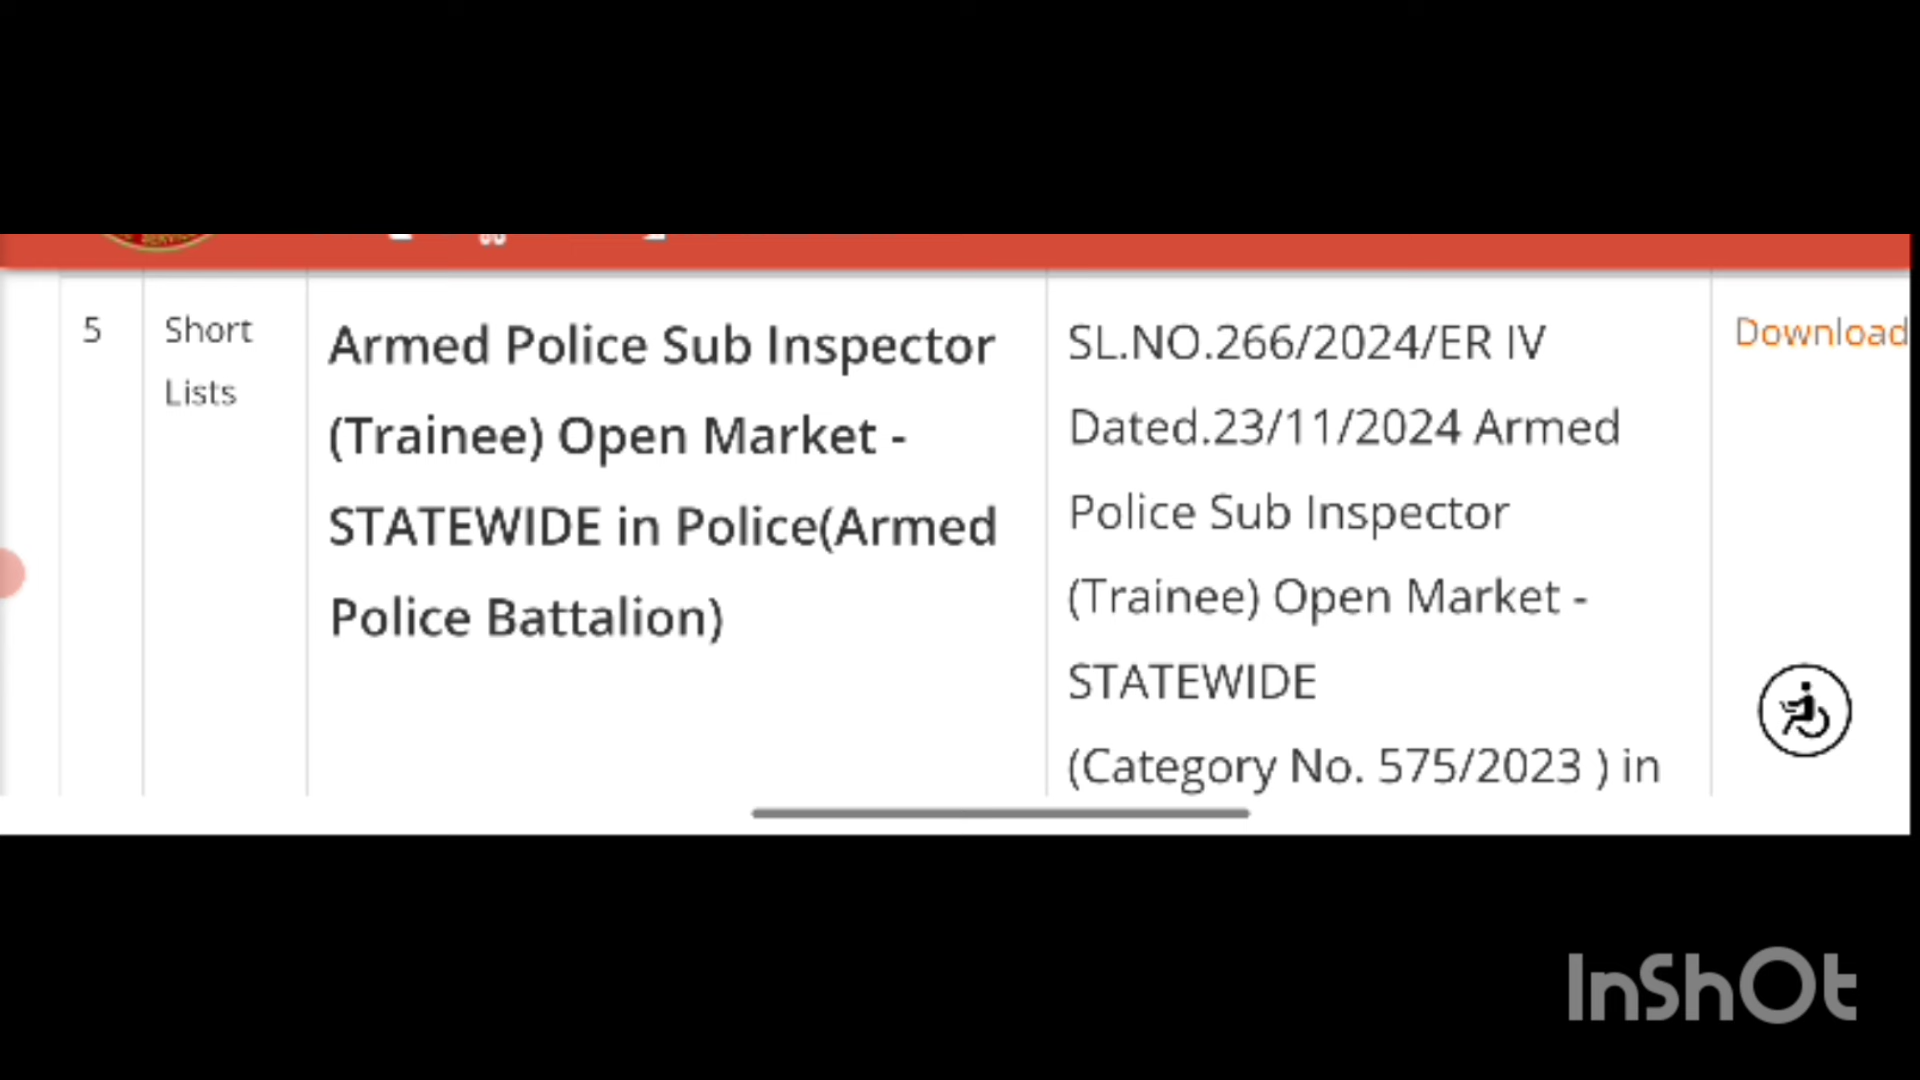 5
Short
Lists
Armed Police Sub Inspector
(Trainee) Open Market -
STATEWIDE in Police(Armed
Police Battalion)
SL.NO.266/2024/ER IV
Dated.23/11/2024 Armed
Police Sub Inspector
(Trainee) Open Market -
STATEWIDE
(Category No. 575/2023 ) in
Download
InShOt